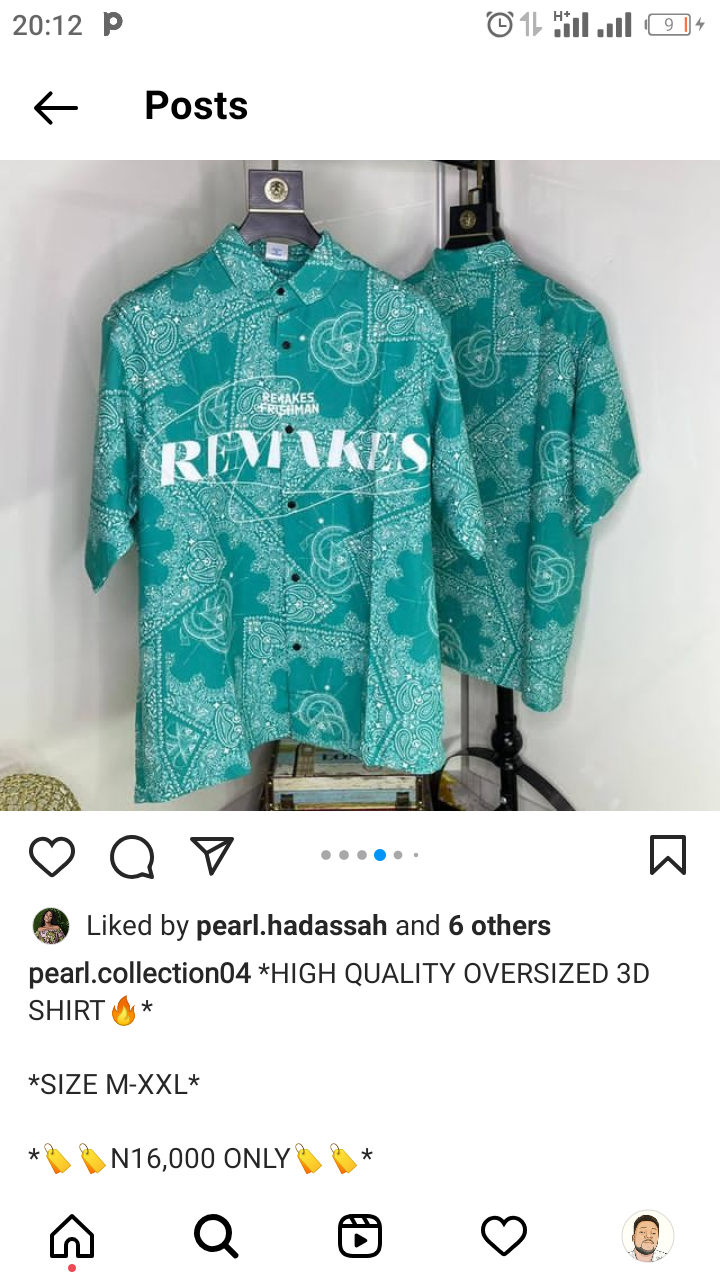 20:12
H+
9
Posts
REMAKES
FRESHMAN
REMAKES
Liked by pearl.hadassah and 6 others
pearl.collection04 *HIGH QUALITY OVERSIZED 3D
SHIRT🔥*
*SIZE M-XXL*
*🏷️🏷️N16,000 ONLY🏷️🏷️*